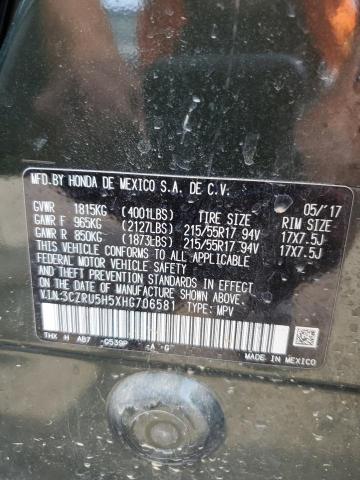 MFD.BY HONDA DE MEXICO S.A. DE C.V. 05/'17
GVWR 1815KG (4001LBS) TIRE SIZE RIM SIZE
GAWR F 965KG (2127LBS) 215/55R17 94V 17X7.5J
GAWR R 850KG (1873LBS) 215/55R17 94V 17X7.5J
THIS VEHICLE CONFORMS TO ALL APPLICABLE
FEDERAL MOTOR VEHICLE SAFETY AND THEFT
PREVENTION STANDARDS IN EFFECT ON THE
DATE OF MANUFACTURE SHOWN ABOVE.
V.I.N:3CZRU5H5XHG706581 TYPE: MPV
THX H AB7 -G539P -A -G MADE IN MEXICO